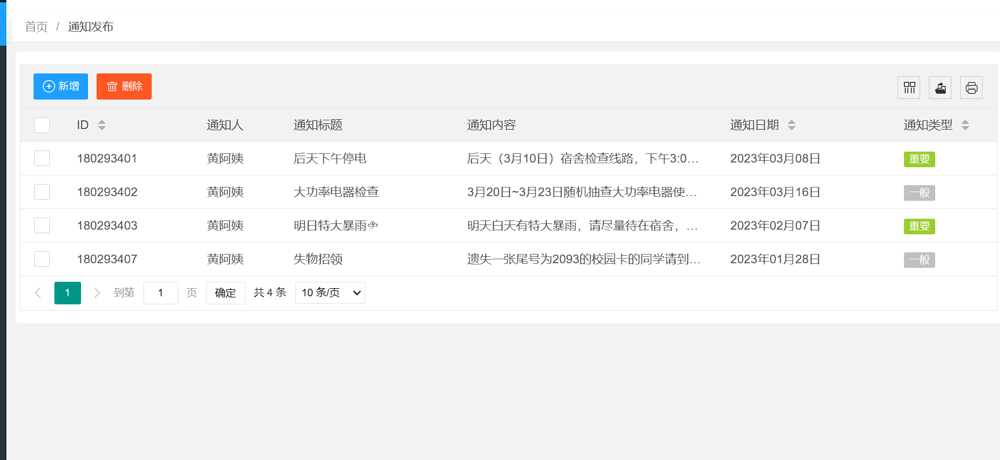 首页 / 通知发布
新增 删除
ID 通知人 通知标题 通知内容 通知日期 通知类型
180293401 黄阿姨 后天下午停电 后天（3月10日）宿舍检查线路，下午3:0... 2023年03月08日 重要
180293402 黄阿姨 大功率电器检查 3月20日~3月23日随机抽查大功率电器使... 2023年03月16日 一般
180293403 黄阿姨 明日特大暴雨⛈ 明天白天有特大暴雨，请尽量待在宿舍，... 2023年02月07日 重要
180293407 黄阿姨 失物招领 遗失一张尾号为2093的校园卡的同学请到... 2023年01月28日 一般
1 到第 1 页 确定 共 4 条 10 条/页